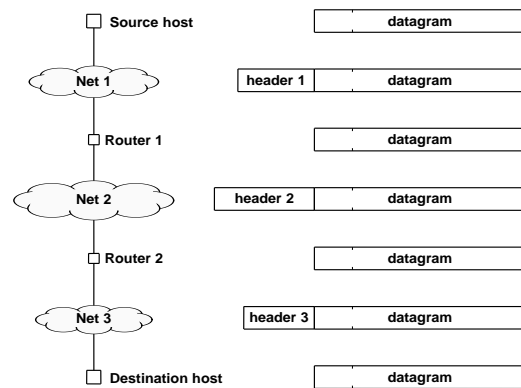 Source host datagram
Net 1 header 1 datagram
Router 1 datagram
Net 2 header 2 datagram
Router 2 datagram
Net 3 header 3 datagram
Destination host datagram